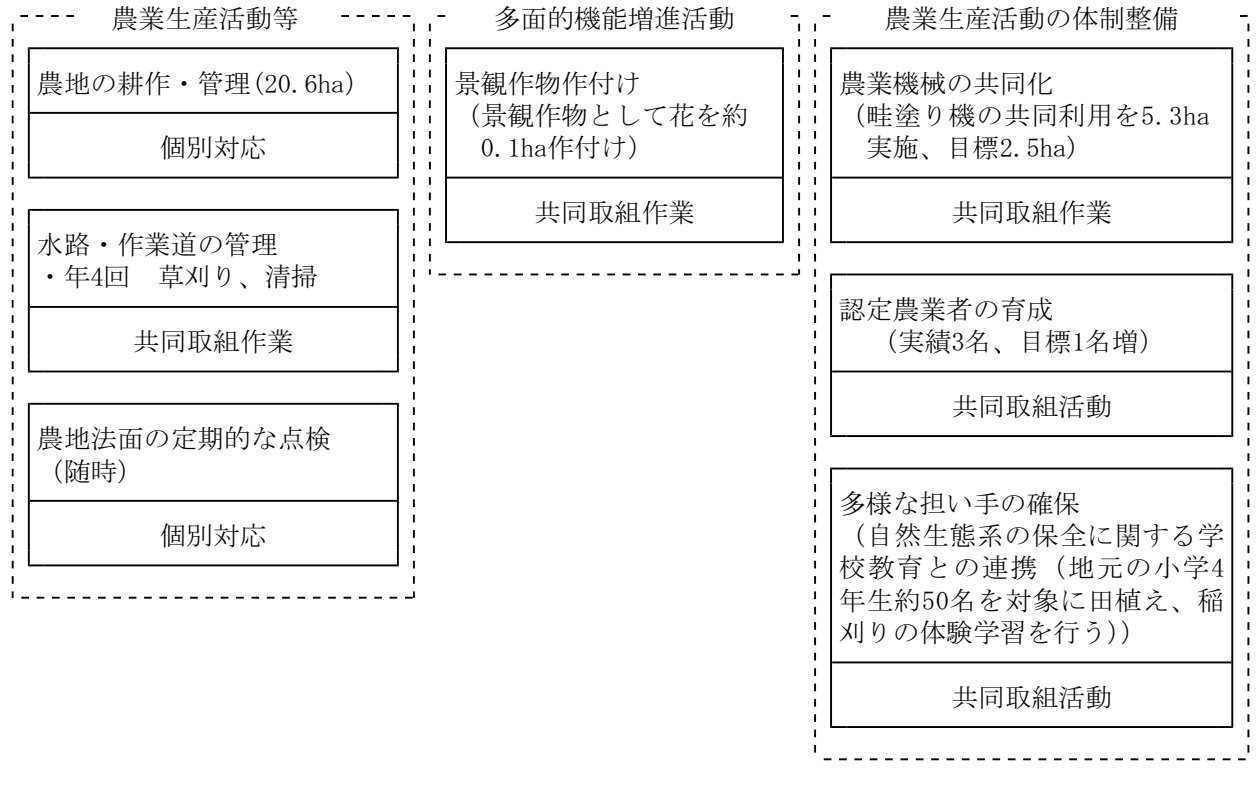 農業生産活動等
農地の耕作・管理(20.6ha)
個別対応
水路・作業道の管理
・年4回　草刈り、清掃
共同取組作業
農地法面の定期的な点検
（随時）
個別対応
多面的機能増進活動
景観作物作付け
（景観作物として花を約
0.1ha作付け）
共同取組作業
農業生産活動の体制整備
農業機械の共同化
（畦塗り機の共同利用を5.3ha
実施、目標2.5ha）
共同取組作業
認定農業者の育成
（実績3名、目標1名増）
共同取組活動
多様な担い手の確保
（自然生態系の保全に関する学
校教育との連携（地元の小学4
年生約50名を対象に田植え、稲
刈りの体験学習を行う））
共同取組活動